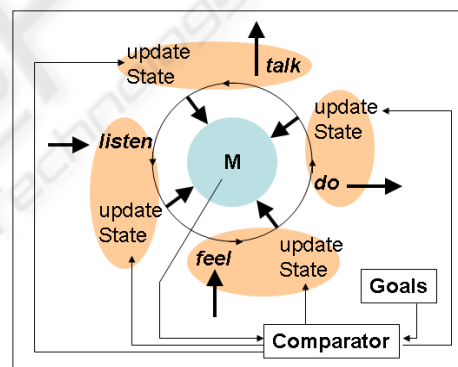 update
State
talk
update
State
listen
M
do
update
State
feel
update
State
Goals
Comparator